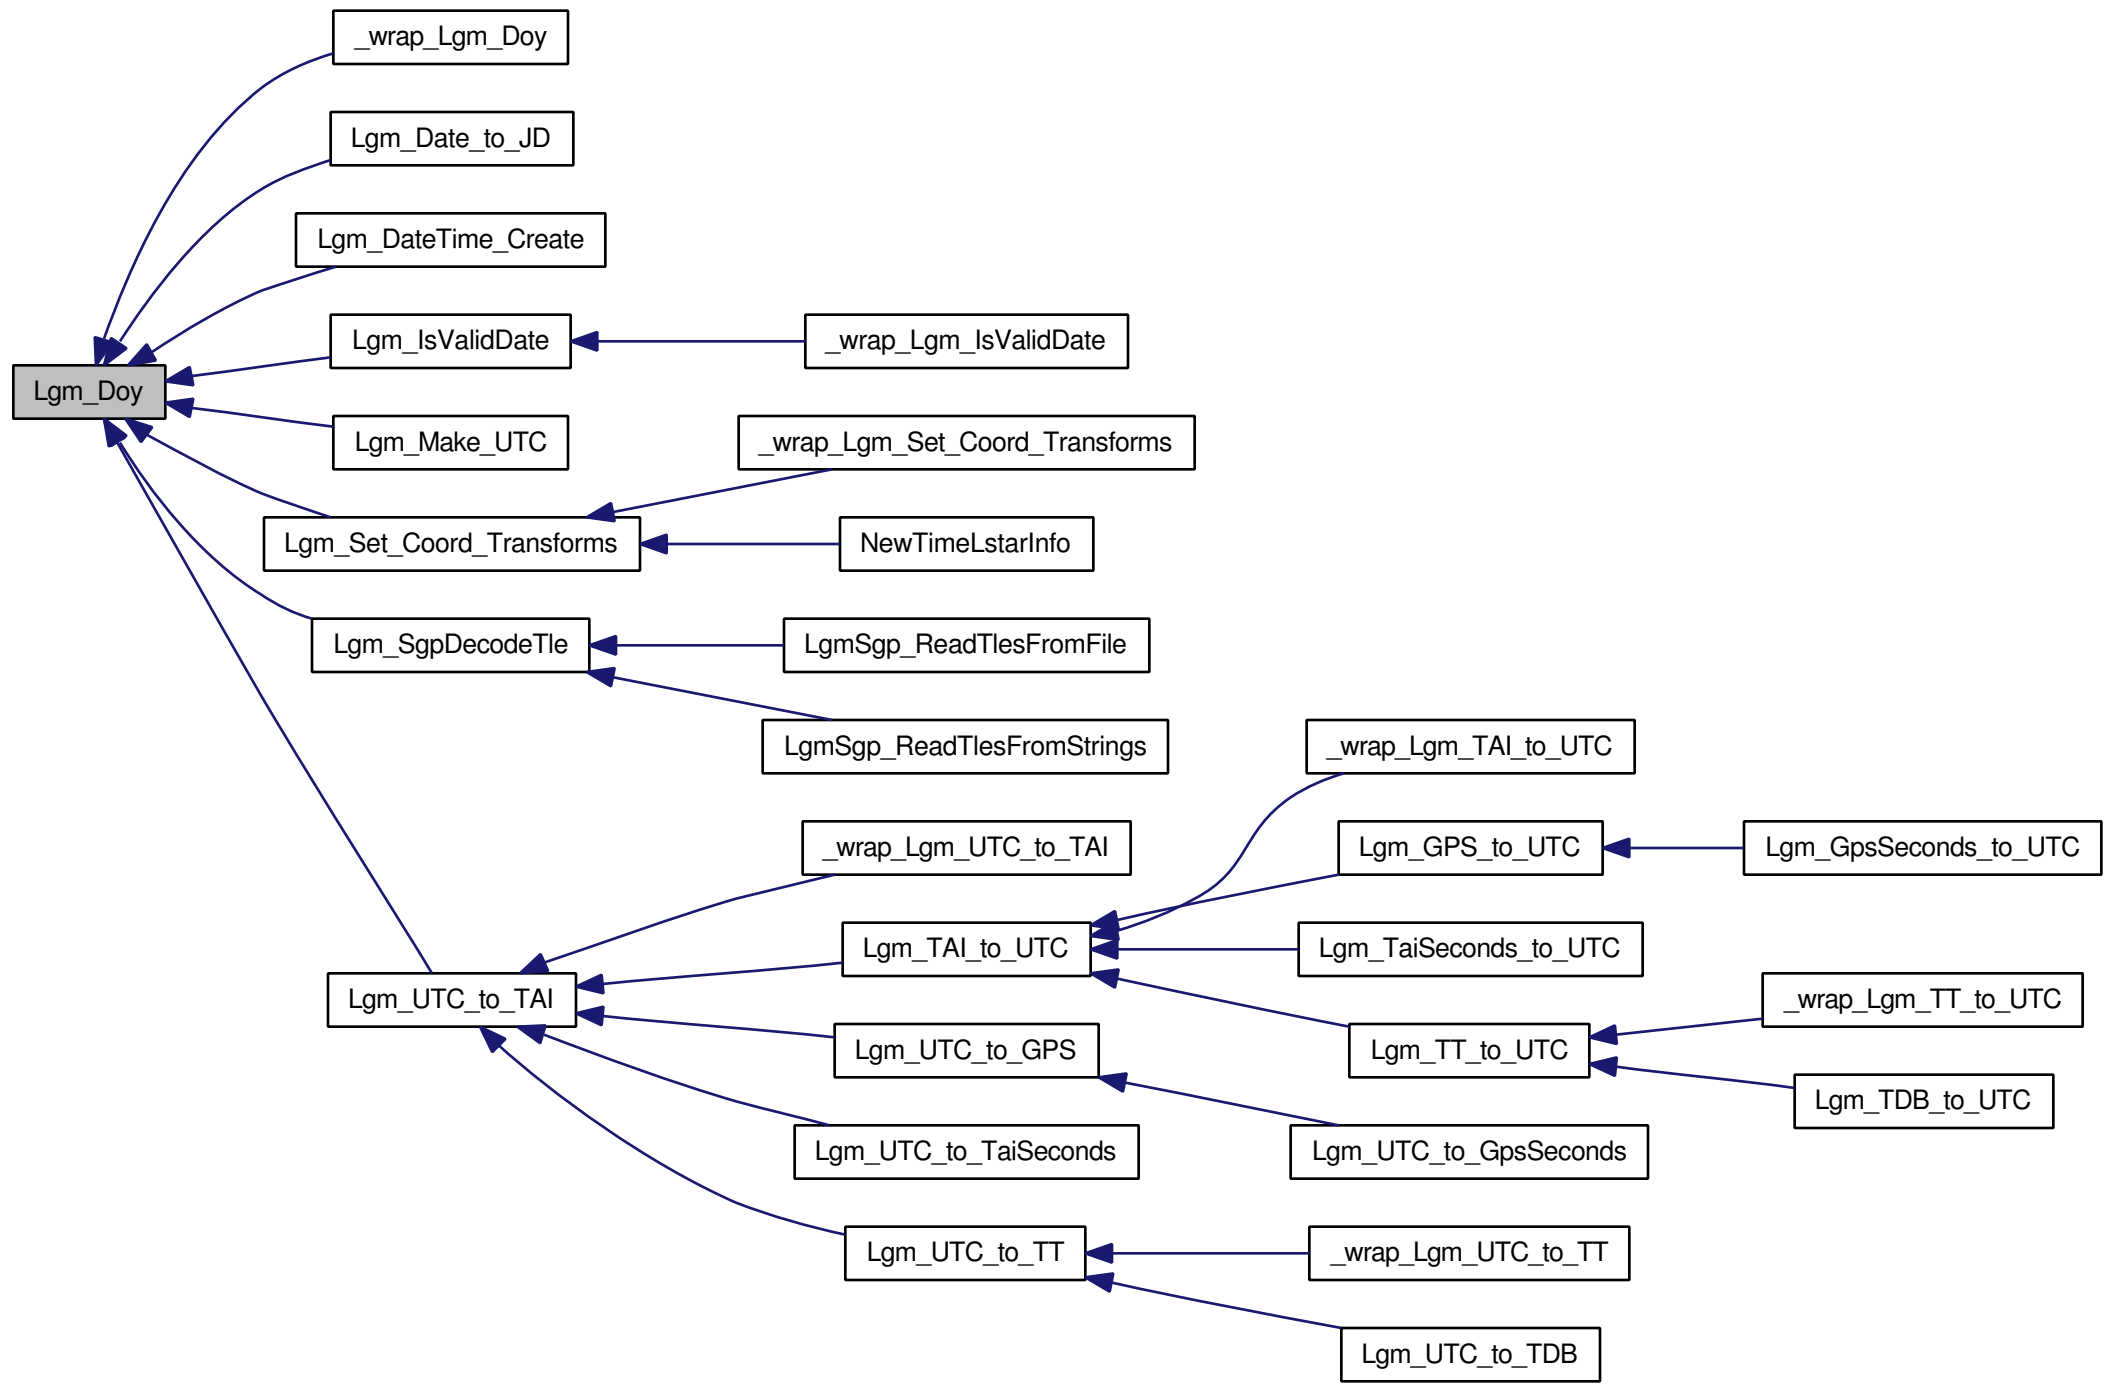 _wrap_Lgm_Doy
Lgm_Date_to_JD
Lgm_DateTime_Create
Lgm_IsValidDate
_wrap_Lgm_IsValidDate
Lgm_Doy
Lgm_Make_UTC
_wrap_Lgm_Set_Coord_Transforms
Lgm_Set_Coord_Transforms
NewTimeLstarInfo
Lgm_SgpDecodeTle
LgmSgp_ReadTlesFromFile
LgmSgp_ReadTlesFromStrings
_wrap_Lgm_TAI_to_UTC
_wrap_Lgm_UTC_to_TAI
Lgm_GPS_to_UTC
Lgm_GpsSeconds_to_UTC
Lgm_TAI_to_UTC
Lgm_TaiSeconds_to_UTC
Lgm_UTC_to_TAI
_wrap_Lgm_TT_to_UTC
Lgm_UTC_to_GPS
Lgm_TT_to_UTC
Lgm_TDB_to_UTC
Lgm_UTC_to_TaiSeconds
Lgm_UTC_to_GpsSeconds
Lgm_UTC_to_TT
_wrap_Lgm_UTC_to_TT
Lgm_UTC_to_TDB